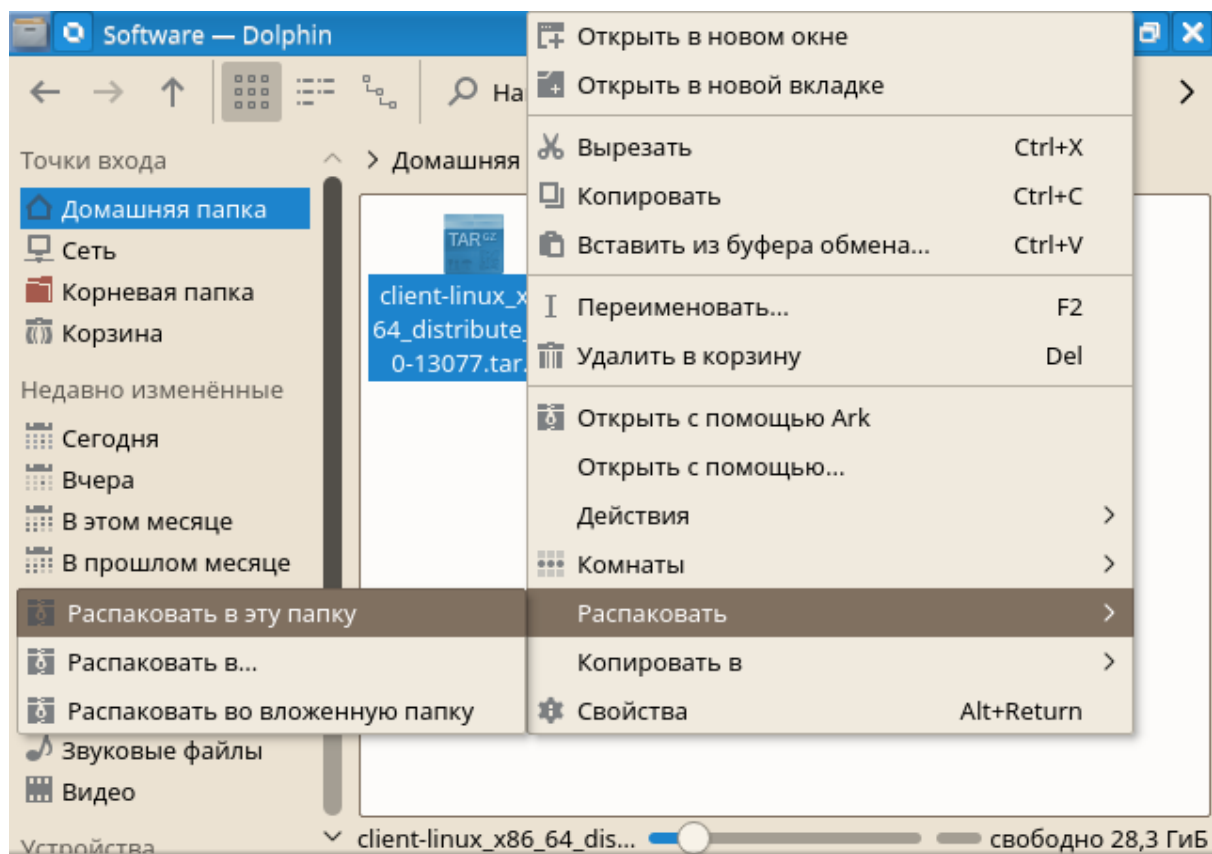 Software — Dolphin
На
Точки входа
Домашняя папка
Сеть
Корневая папка
Корзина
Недавно изменённые
Сегодня
Вчера
В этом месяце
В прошлом месяце
Звуковые файлы
Видео
Устройства
> Домашняя
TAR GZ
client-linux_x
64_distribute_
0-13077.tar.
Открыть в новом окне
Открыть в новой вкладке
Вырезать Ctrl+X
Копировать Ctrl+C
Вставить из буфера обмена... Ctrl+V
Переименовать... F2
Удалить в корзину Del
Открыть с помощью Ark
Открыть с помощью...
Действия
Комнаты
Распаковать
Копировать в
Свойства Alt+Return
Распаковать в эту папку
Распаковать в...
Распаковать во вложенную папку
client-linux_x86_64_dis...
свободно 28,3 ГиБ